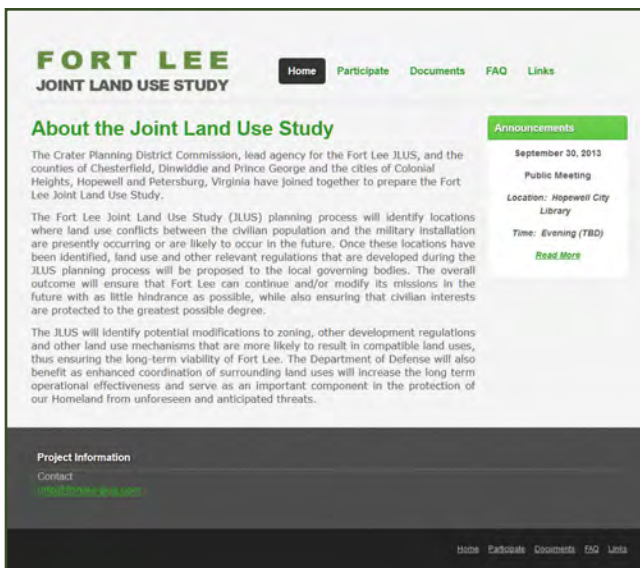 FORT LEE
JOINT LAND USE STUDY
Home Participate Documents FAQ Links
About the Joint Land Use Study
The Crater Planning District Commission, lead agency for the Fort Lee JLUS, and the
counties of Chesterfield, Dinwiddie and Prince George and the cities of Colonial
Heights, Hopewell and Petersburg, Virginia have joined together to prepare the Fort
Lee Joint Land Use Study.
The Fort Lee Joint Land Use Study (JLUS) planning process will identify locations
where land use conflicts between the civilian population and the military installation
are presently occurring or are likely to occur in the future. Once these locations have
been identified, land use and other relevant regulations that are developed during the
JLUS planning process will be proposed to the local governing bodies. The overall
outcome will ensure that Fort Lee can continue and/or modify its missions in the
future with as little hindrance as possible, while also ensuring that civilian interests
are protected to the greatest possible degree.
The JLUS will identify potential modifications to zoning, other development regulations
and other land use mechanisms that are more likely to result in compatible land uses,
thus ensuring the long-term viability of Fort Lee. The Department of Defense will also
benefit as enhanced coordination of surrounding land uses will increase the long term
operational effectiveness and serve as an important component in the protection of
our Homeland from unforeseen and anticipated threats.
Announcements
September 30, 2013
Public Meeting
Location: Hopewell City
Library
Time: Evening (TBD)
Read More
Project Information
Contact
Home Participate Documents FAQ Links